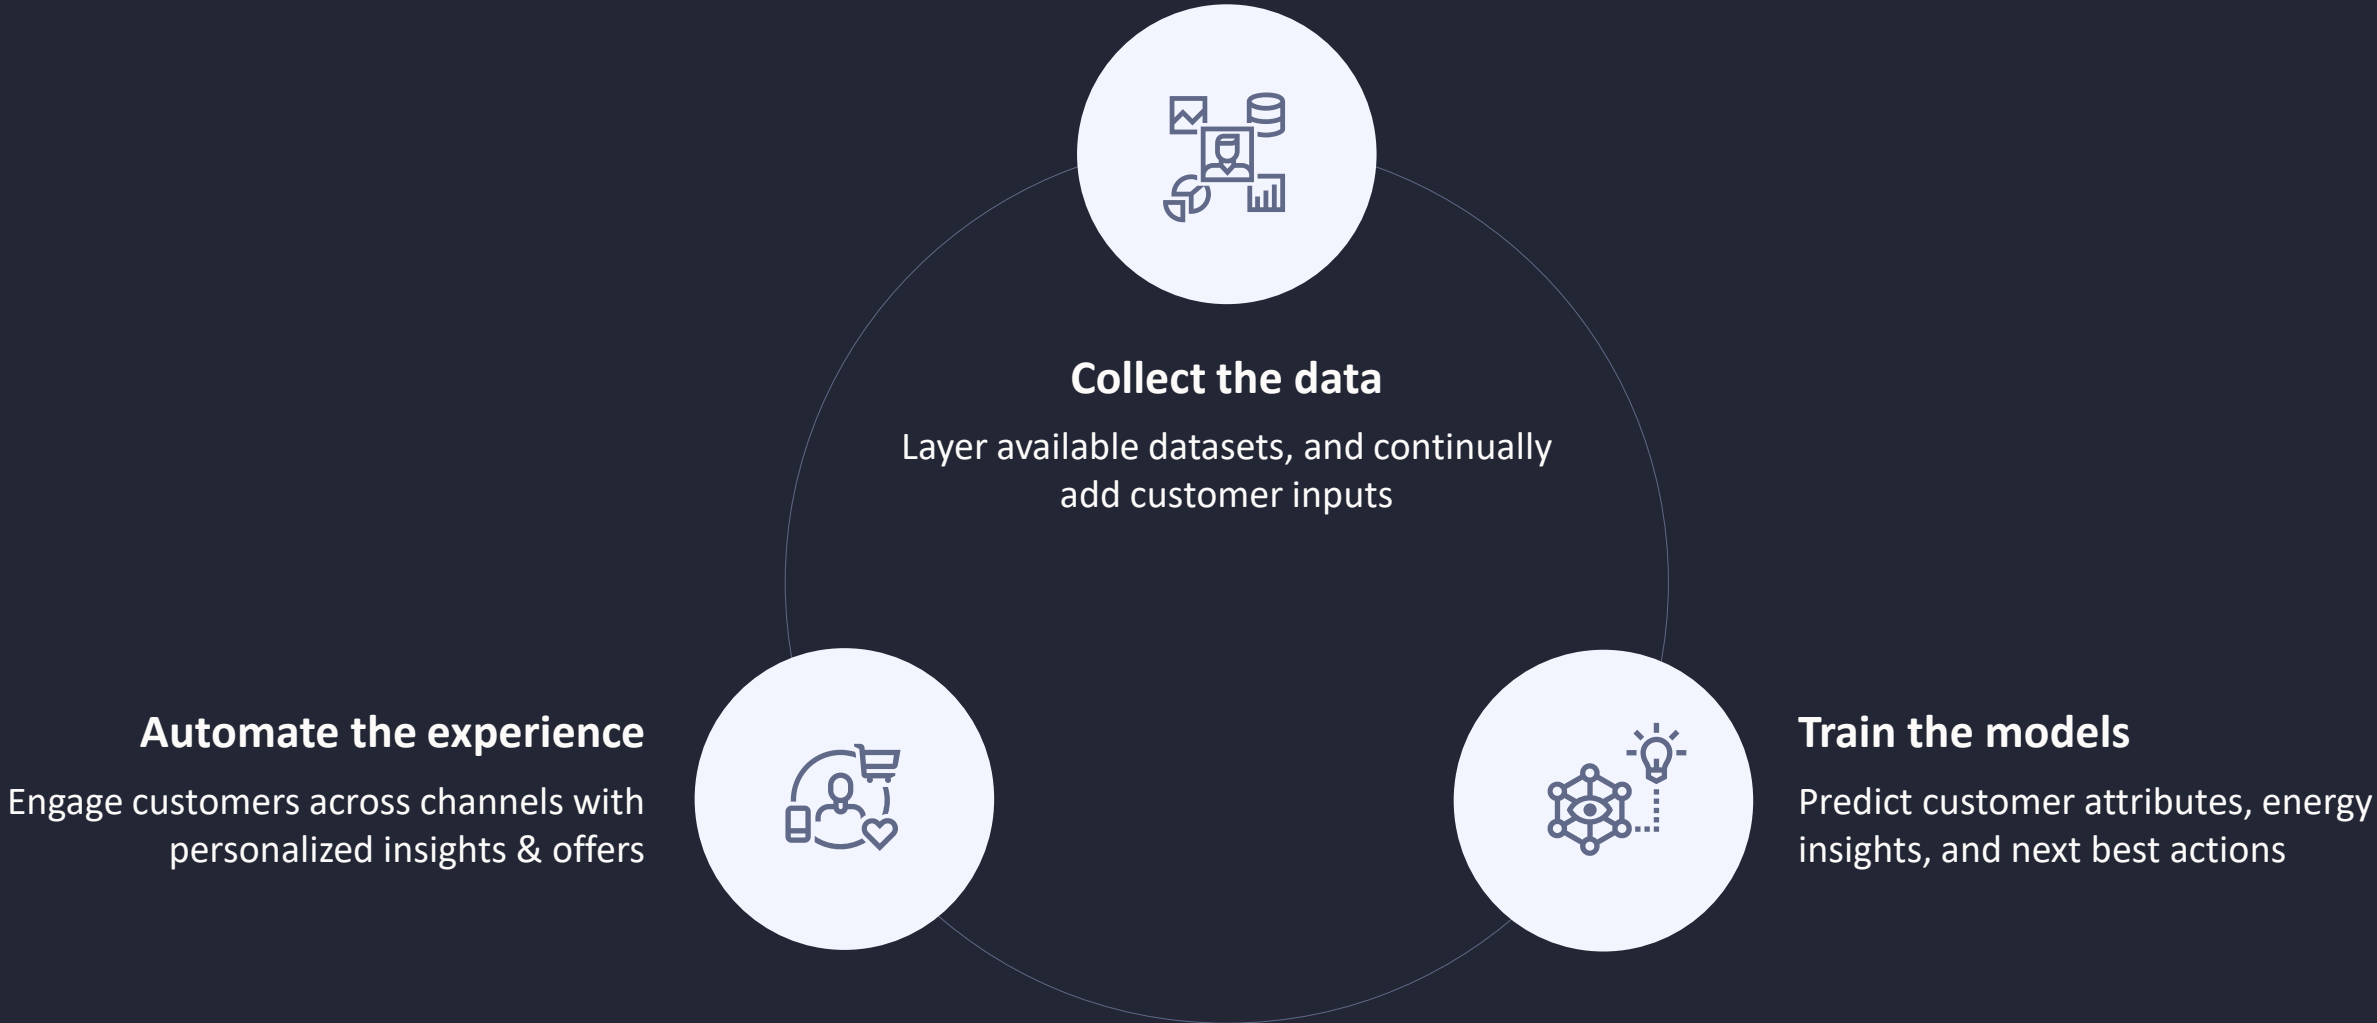 Collect the data
Layer available datasets, and continually
add customer inputs
Automate the experience
Engage customers across channels with
personalized insights & offers
Train the models
Predict customer attributes, energy
insights, and next best actions